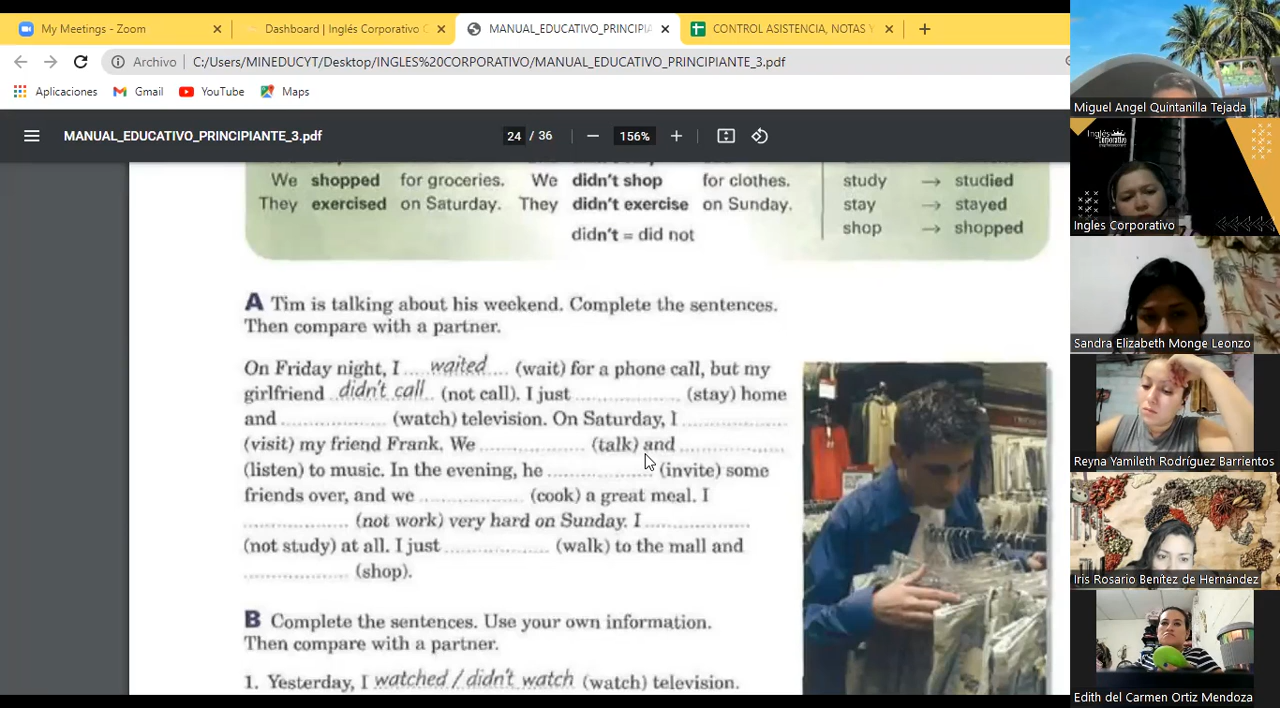 My Meetings - Zoom
Dashboard | Inglés Corporativo C
MANUAL_EDUCATIVO_PRINCIPIA
CONTROL ASISTENCIA, NOTAS Y
Archivo C:/Users/MINEDUCYT/Desktop/INGLES%20CORPORATIVO/MANUAL_EDUCATIVO_PRINCIPIANTE_3.pdf
Aplicaciones Gmail YouTube Maps
MANUAL_EDUCATIVO_PRINCIPIANTE_3.pdf 24 / 36 156%
We shopped for groceries. We didn't shop for clothes. study → studied
They exercised on Saturday. They didn't exercise on Sunday. stay → stayed
didn't = did not shop → shopped
A Tim is talking about his weekend. Complete the sentences.
Then compare with a partner.
On Friday night, I waited (wait) for a phone call, but my
girlfriend didn't call (not call). I just ............... (stay) home
and ............... (watch) television. On Saturday, I ...............
(visit) my friend Frank. We ............... (talk) and ...............
(listen) to music. In the evening, he ............... (invite) some
friends over, and we ............... (cook) a great meal. I
............... (not work) very hard on Sunday. I ...............
(not study) at all. I just ............... (walk) to the mall and
............... (shop).
B Complete the sentences. Use your own information.
Then compare with a partner.
1. Yesterday, I watched / didn't watch (watch) television.
Miguel Angel Quintanilla Tejada
Inglés
Corporativo
Ingles Corporativo
Sandra Elizabeth Monge Leonzo
Reyna Yamileth Rodríguez Barrientos
Iris Rosario Benítez de Hernández
Edith del Carmen Ortiz Mendoza